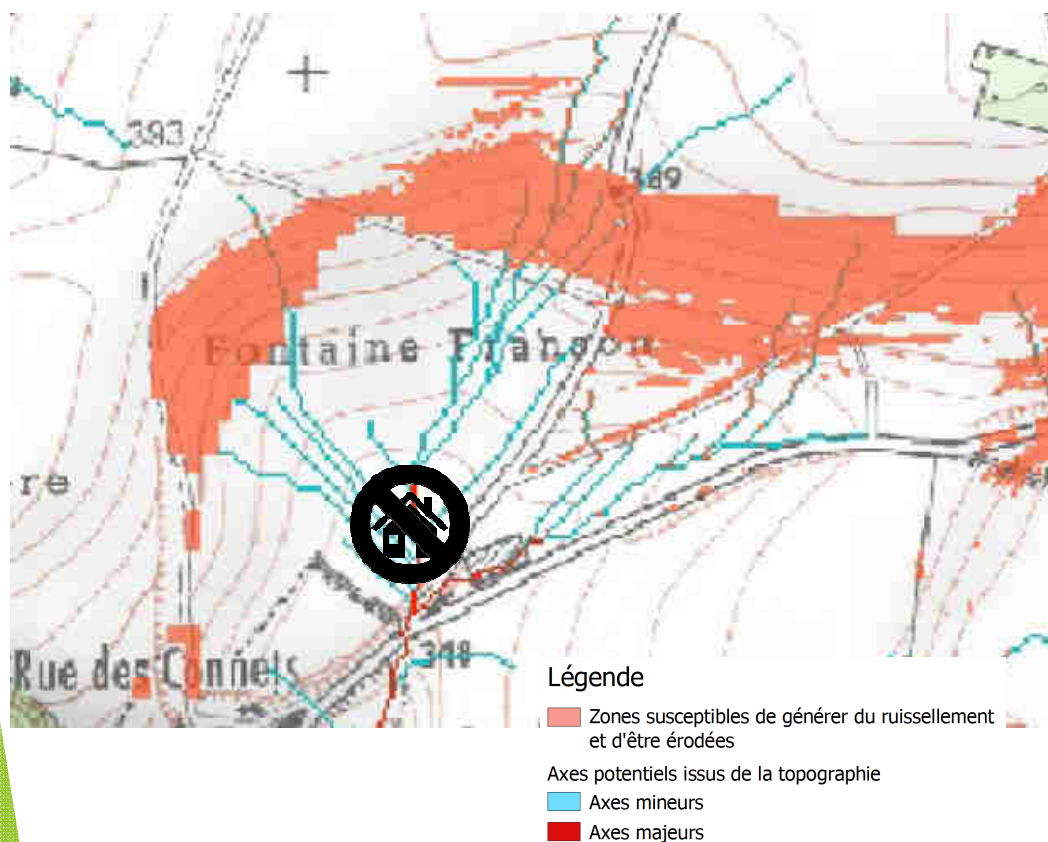 393
389
Fontaine Françon
re
Rue des Connels
348
Légende
Zones susceptibles de générer du ruissellement
et d'être érodées
Axes potentiels issus de la topographie
Axes mineurs
Axes majeurs